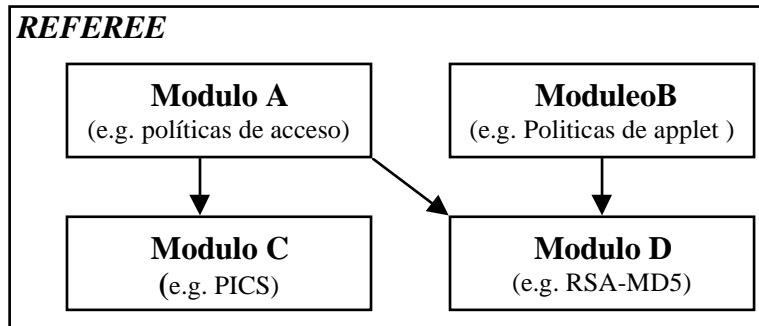 REFEREE
Modulo A
(e.g. políticas de acceso)
ModuleoB
(e.g. Politicas de applet )
Modulo C
(e.g. PICS)
Modulo D
(e.g. RSA-MD5)